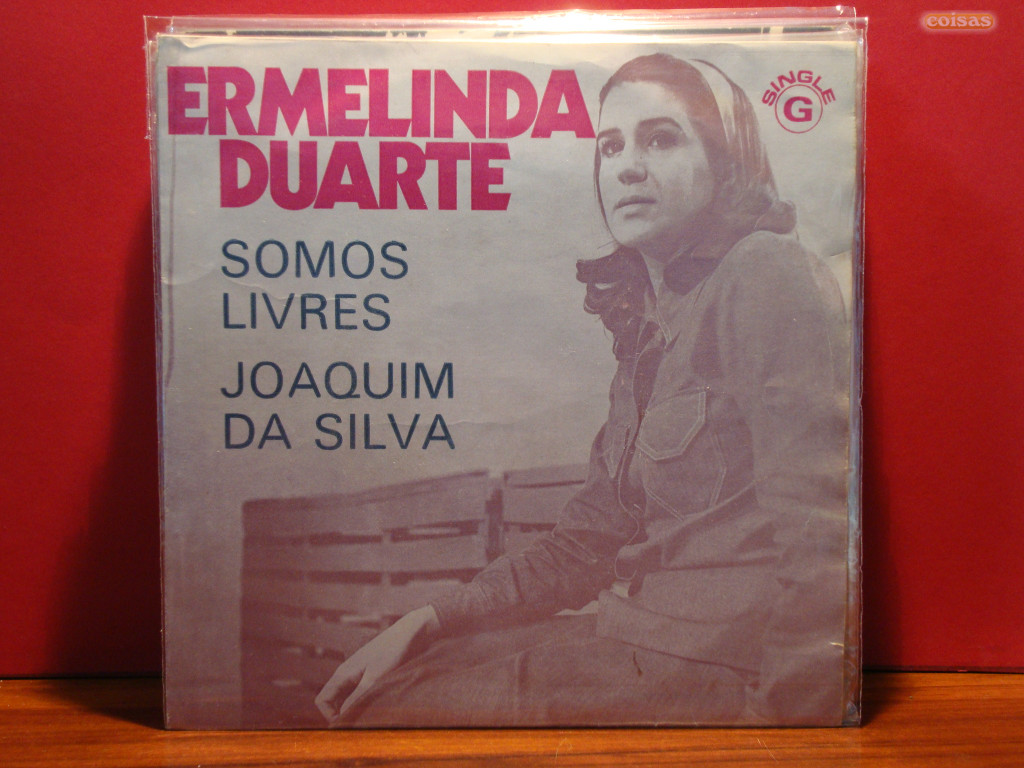 coisas
ERMELINDA
DUARTE
SINGLE
G
SOMOS
LIVRES
JOAQUIM
DA SILVA